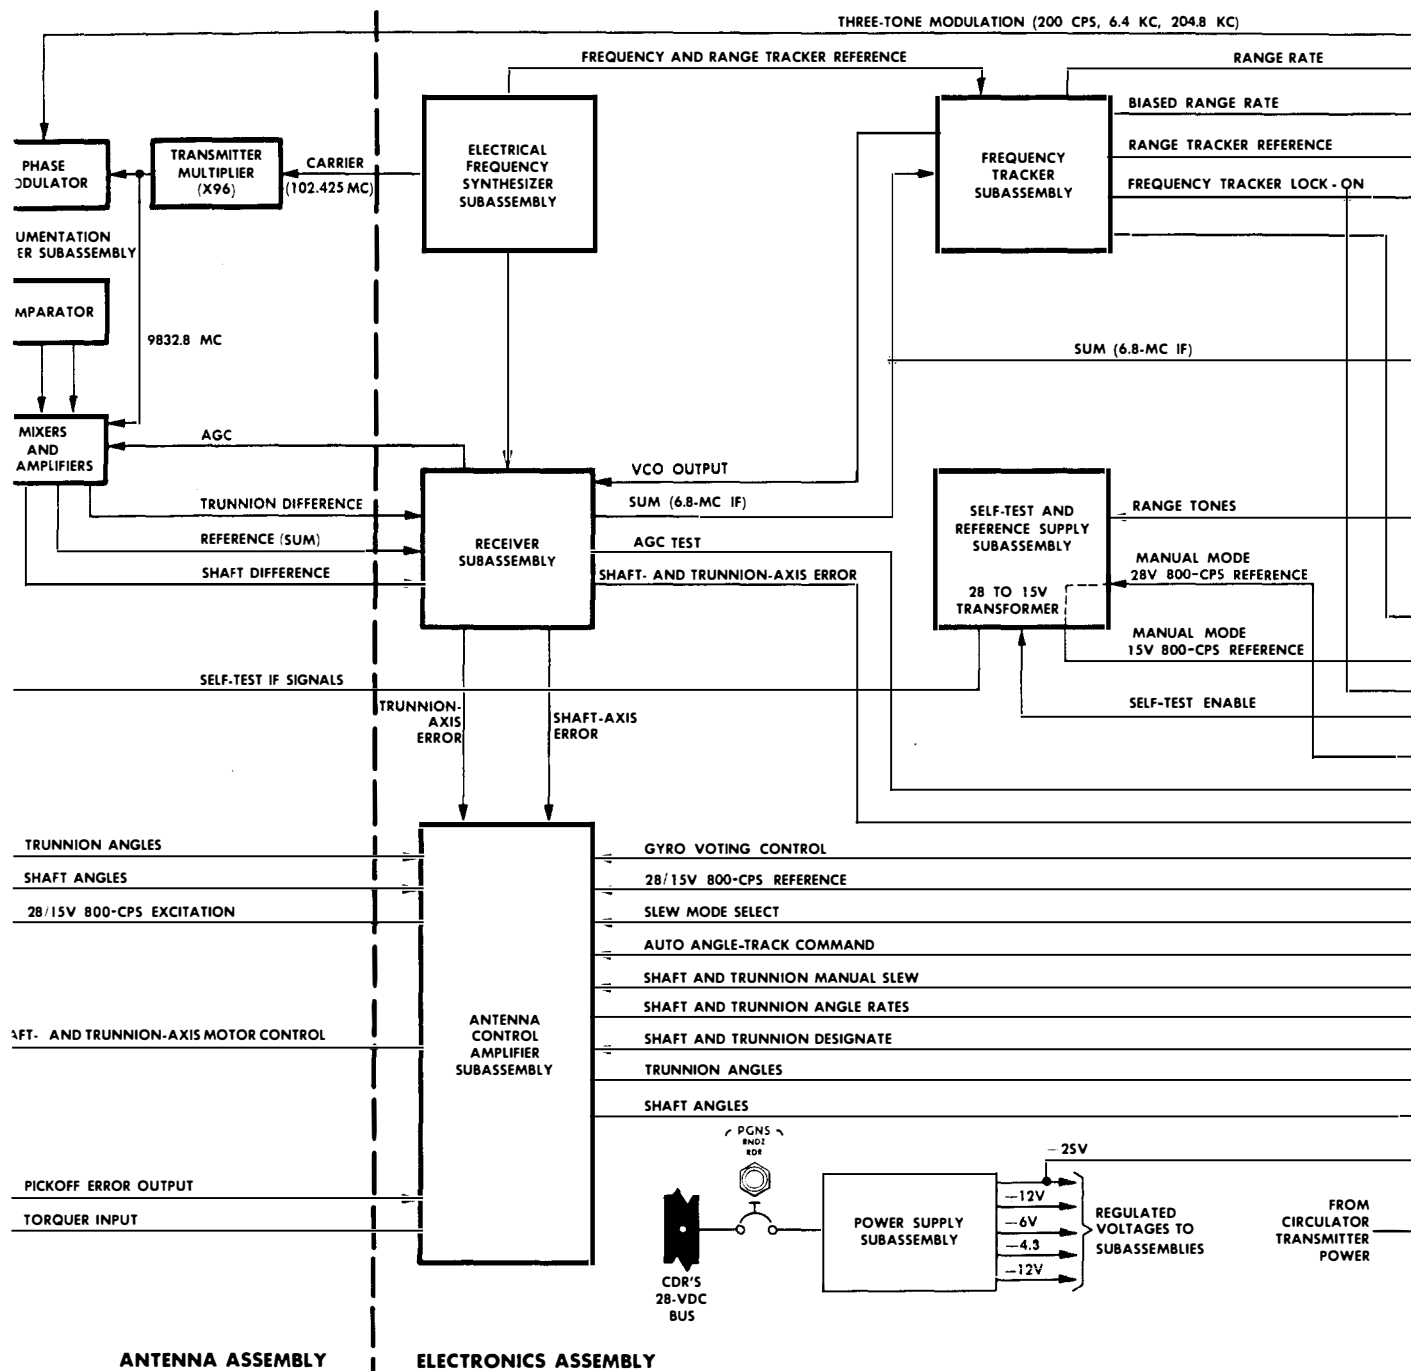 THREE-TONE MODULATION (200 CPS, 6.4 KC, 204.8 KC)
FREQUENCY AND RANGE TRACKER REFERENCE
RANGE RATE
BIASED RANGE RATE
RANGE TRACKER REFERENCE
FREQUENCY TRACKER LOCK-ON
PHASE
ODULATOR
TRANSMITTER
MULTIPLIER
(X96)
CARRIER
(102.425 MC)
ELECTRICAL
FREQUENCY
SYNTHESIZER
SUBASSEMBLY
FREQUENCY
TRACKER
SUBASSEMBLY
UMENTATION
ER SUBASSEMBLY
MPARATOR
9832.8 MC
SUM (6.8-MC IF)
MIXERS
AND
AMPLIFIERS
AGC
TRUNNION DIFFERENCE
REFERENCE (SUM)
SHAFT DIFFERENCE
RECEIVER
SUBASSEMBLY
VCO OUTPUT
SUM (6.8-MC IF)
AGC TEST
SHAFT- AND TRUNNION-AXIS ERROR
SELF-TEST AND
REFERENCE SUPPLY
SUBASSEMBLY
28 TO 15V
TRANSFORMER
RANGE TONES
MANUAL MODE
28V 800-CPS REFERENCE
MANUAL MODE
15V 800-CPS REFERENCE
SELF-TEST ENABLE
SELF-TEST IF SIGNALS
TRUNNION-
AXIS
ERROR
SHAFT-AXIS
ERROR
TRUNNION ANGLES
SHAFT ANGLES
28/15V 800-CPS EXCITATION
AFT- AND TRUNNION-AXIS MOTOR CONTROL
PICKOFF ERROR OUTPUT
TORQUER INPUT
ANTENNA
CONTROL
AMPLIFIER
SUBASSEMBLY
GYRO VOTING CONTROL
28/15V 800-CPS REFERENCE
SLEW MODE SELECT
AUTO ANGLE-TRACK COMMAND
SHAFT AND TRUNNION MANUAL SLEW
SHAFT AND TRUNNION ANGLE RATES
SHAFT AND TRUNNION DESIGNATE
TRUNNION ANGLES
SHAFT ANGLES
PGNS
RNDZ
RDR
CDR'S
28-VDC
BUS
POWER SUPPLY
SUBASSEMBLY
-25V
-12V
-6V
-4.3
-12V
REGULATED
VOLTAGES TO
SUBASSEMBLIES
FROM
CIRCULATOR
TRANSMITTER
POWER
ANTENNA ASSEMBLY
ELECTRONICS ASSEMBLY